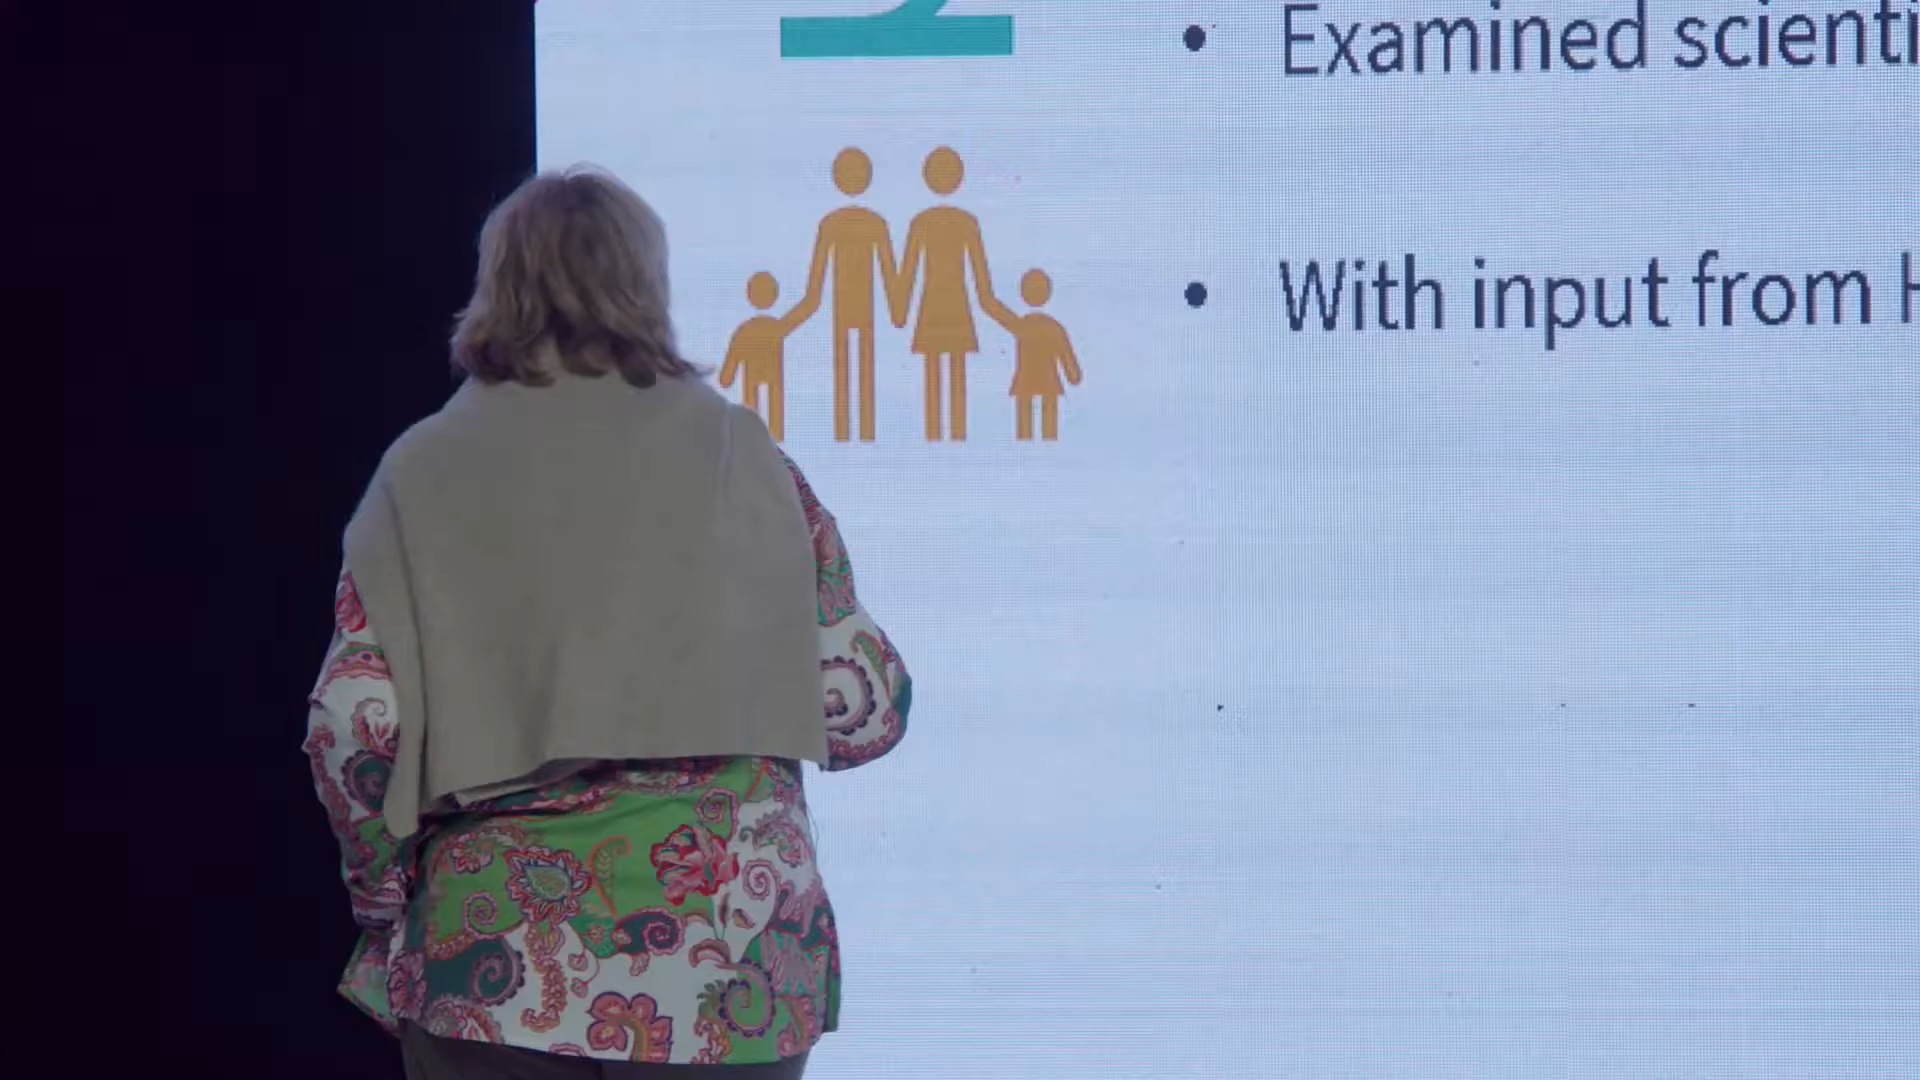 • Examined scienti
• With input from